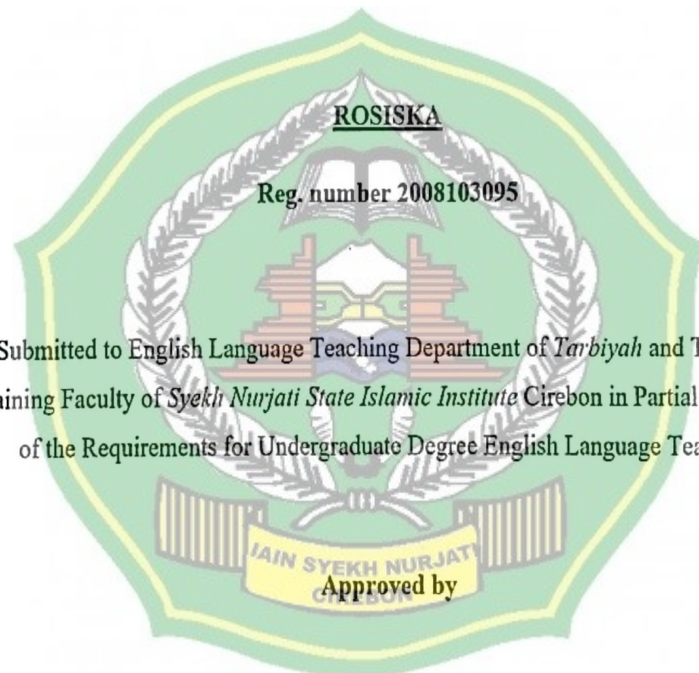 ROSISKA
Reg. number 2008103095
Submitted to English Language Teaching Department of Tarbiyah and T
aining Faculty of Syekh Nurjati State Islamic Institute Cirebon in Partial
of the Requirements for Undergraduate Degree English Language Tea
IAIN SYEKH NURJATI
CIREBON
Approved by